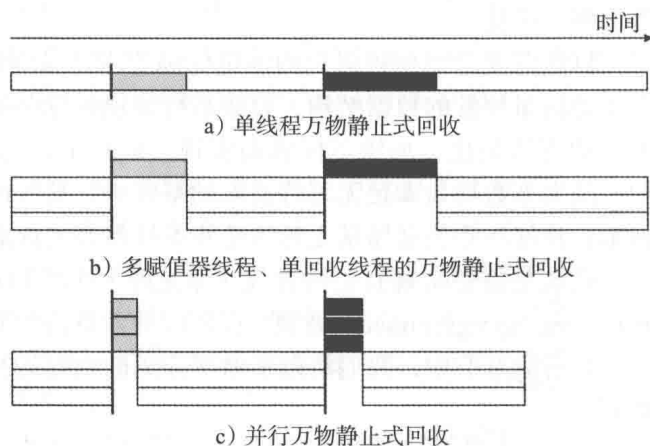 时间
a）单线程万物静止式回收
b）多赋值器线程、单回收线程的万物静止式回收
c）并行万物静止式回收